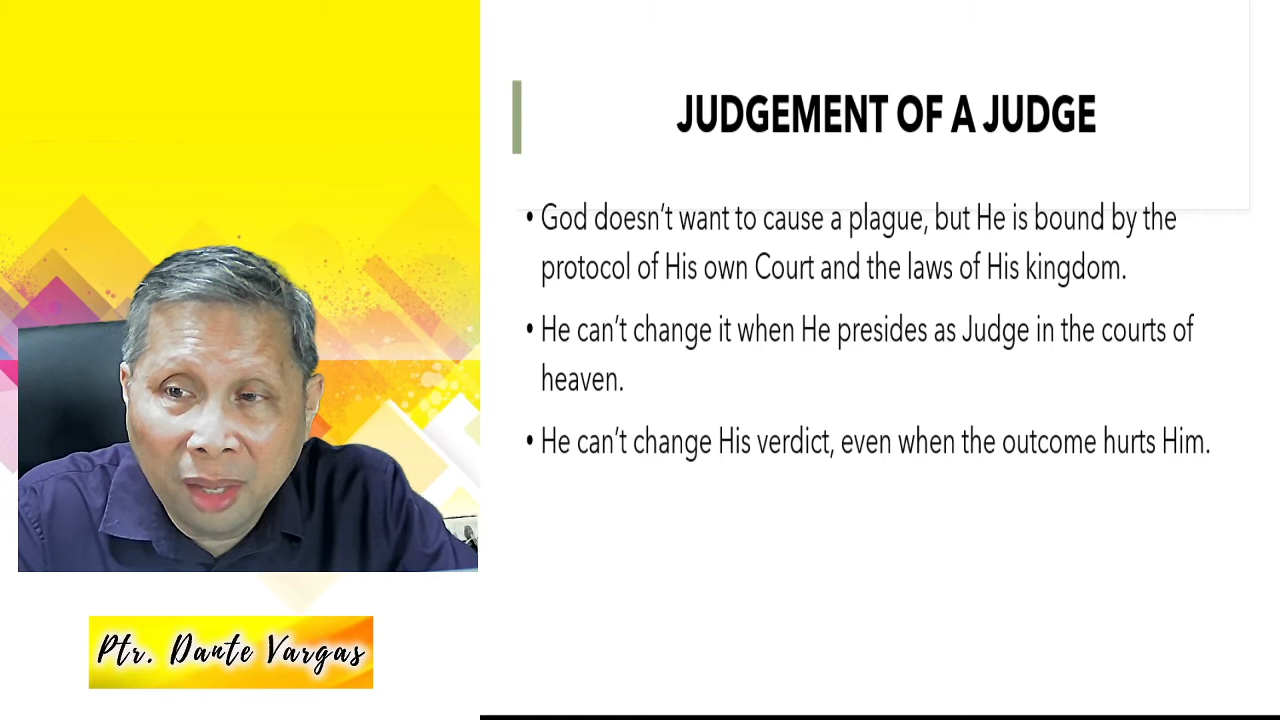 JUDGEMENT OF A JUDGE
• God doesn’t want to cause a plague, but He is bound by the
protocol of His own Court and the laws of His kingdom.
• He can’t change it when He presides as Judge in the courts of
heaven.
• He can’t change His verdict, even when the outcome hurts Him.
Ptr. Dante Vargas